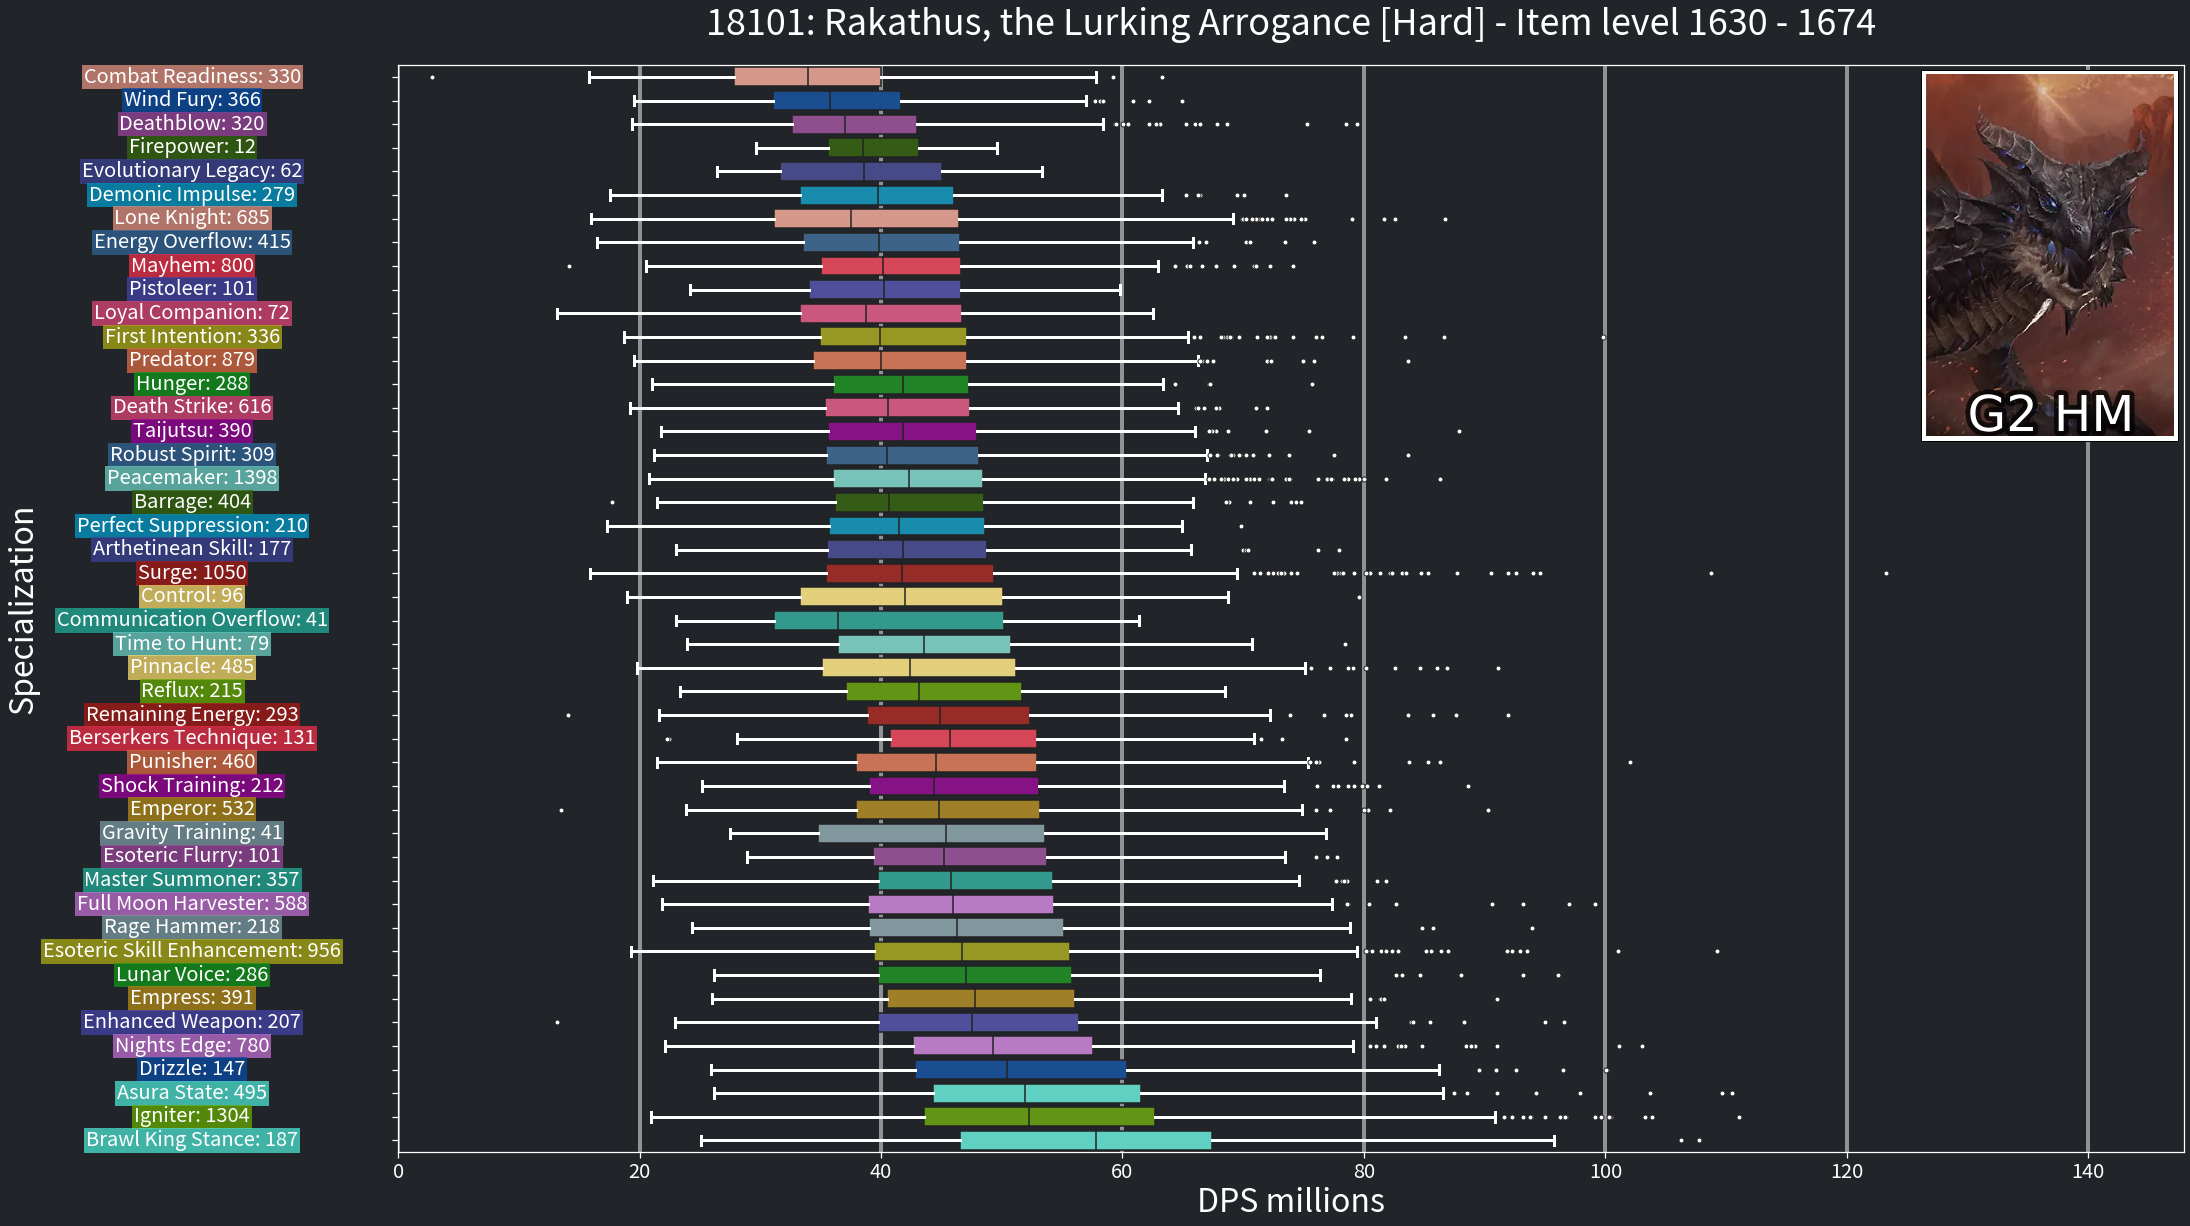 18101: Rakathus, the Lurking Arrogance [Hard] - Item level 1630 - 1674
Combat Readiness: 330
Wind Fury: 366
Deathblow: 320
Firepower: 12
Evolutionary Legacy: 62
Demonic Impulse: 279
Lone Knight: 685
Energy Overflow: 415
Mayhem: 800
Pistoleer: 101
Loyal Companion: 72
First Intention: 336
Predator: 879
Hunger: 288
Death Strike: 616
Taijutsu: 390
Robust Spirit: 309
Peacemaker: 1398
Barrage: 404
Perfect Suppression: 210
Arthetinean Skill: 177
Surge: 1050
Control: 96
Communication Overflow: 41
Time to Hunt: 79
Pinnacle: 485
Reflux: 215
Remaining Energy: 293
Berserkers Technique: 131
Punisher: 460
Shock Training: 212
Emperor: 532
Gravity Training: 41
Esoteric Flurry: 101
Master Summoner: 357
Full Moon Harvester: 588
Rage Hammer: 218
Esoteric Skill Enhancement: 956
Lunar Voice: 286
Empress: 391
Enhanced Weapon: 207
Nights Edge: 780
Drizzle: 147
Asura State: 495
Igniter: 1304
Brawl King Stance: 187
Specialization
G2 HM
0 20 40 60 80 100 120 140
DPS millions